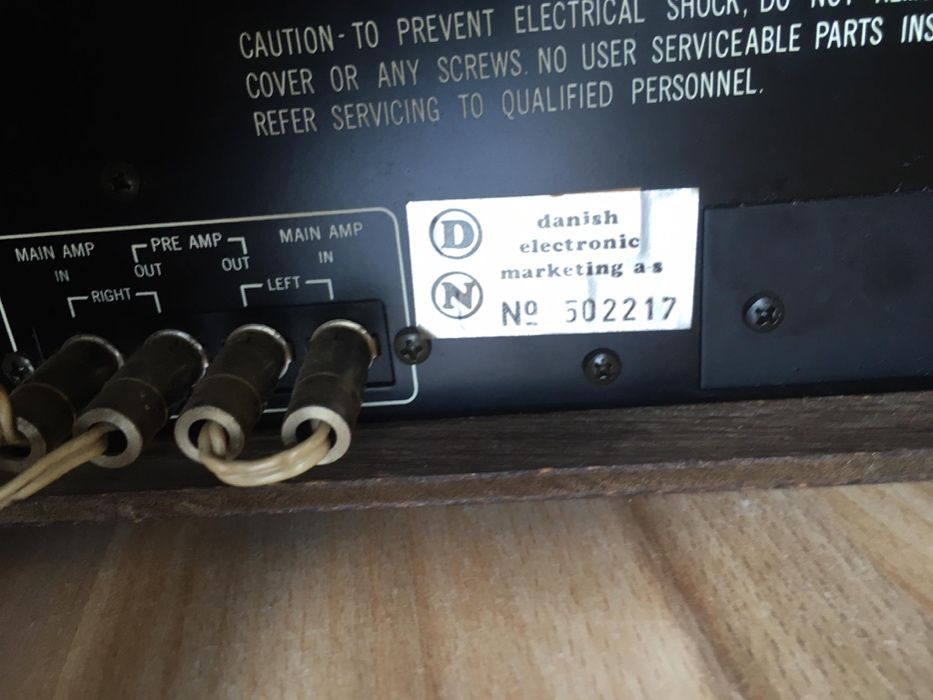 CAUTION-TO PREVENT ELECTRICAL SHOCK, DO NOT
COVER OR ANY SCREWS. NO USER SERVICEABLE PARTS INS
REFER SERVICING TO QUALIFIED PERSONNEL.
MAIN AMP
IN
PRE AMP
OUT
OUT
MAIN AMP
IN
RIGHT
LEFT
D
danish
electronic
marketing a-s
N
Nº 502217